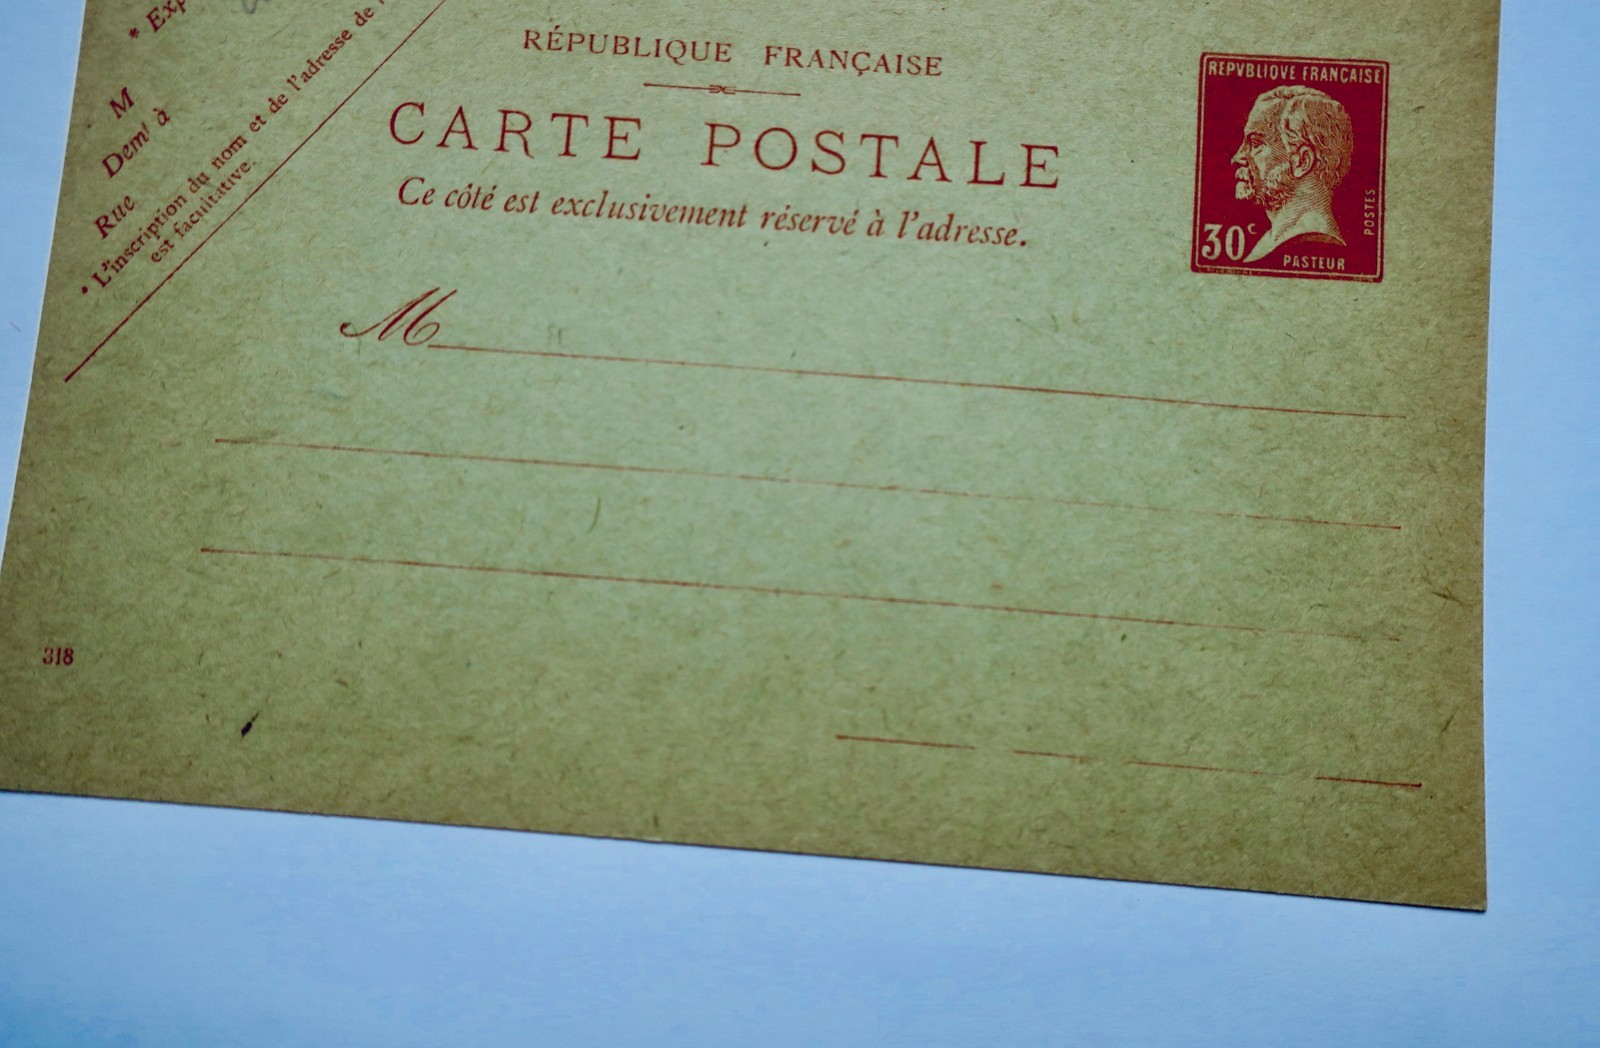 * Exp
M
Demt à
Rue
* L'inscription du nom et de l'adresse de
est facultative.
RÉPUBLIQUE FRANÇAISE
CARTE POSTALE
Ce côté est exclusivement réservé à l'adresse.
REPVBLIQVE FRANÇAISE
POSTES
30c
PASTEUR
M
318